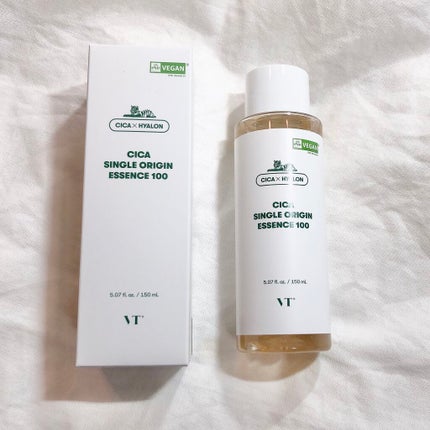 VEGAN
CICA × HYALON
CICA
SINGLE ORIGIN
ESSENCE 100
5.07 fl. oz. / 150 mL
VT
VEGAN
CICA × HYALON
CICA
SINGLE ORIGIN
ESSENCE 100
5.07 fl. oz. / 150 mL
VT